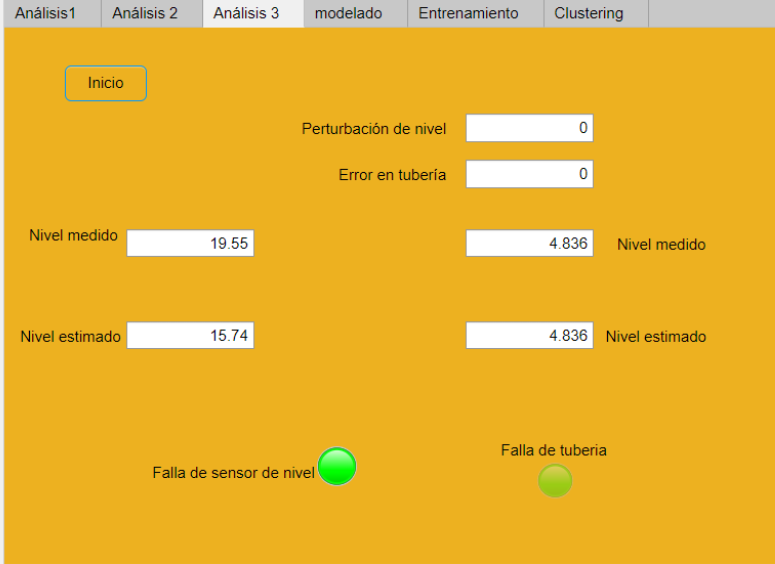 Análisis1 Análisis 2 Análisis 3 modelado Entrenamiento Clustering
Inicio
Perturbación de nivel 0
Error en tubería 0
Nivel medido 19.55 4.836 Nivel medido
Nivel estimado 15.74 4.836 Nivel estimado
Falla de sensor de nivel
Falla de tuberia